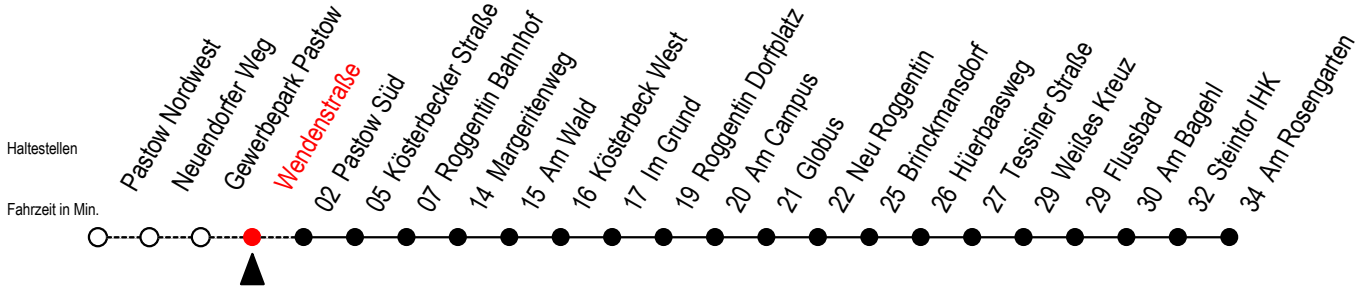 Haltestellen
Fahrzeit in Min.
Pastow Nordwest
Neuendorfer Weg
Gewerbepark Pastow
Wendenstraße
02 Pastow Süd
05 Kösterbecker Straße
07 Roggentin Bahnhof
14 Margeritenweg
15 Am Wald
16 Kösterbeck West
17 Im Grund
19 Roggentin Dorfplatz
20 Am Campus
21 Globus
22 Neu Roggentin
25 Brinckmansdorf
26 Hüerbaasweg
27 Tessiner Straße
29 Weißes Kreuz
29 Flussbad
30 Am Bagehl
32 Steintor IHK
34 Am Rosengarten